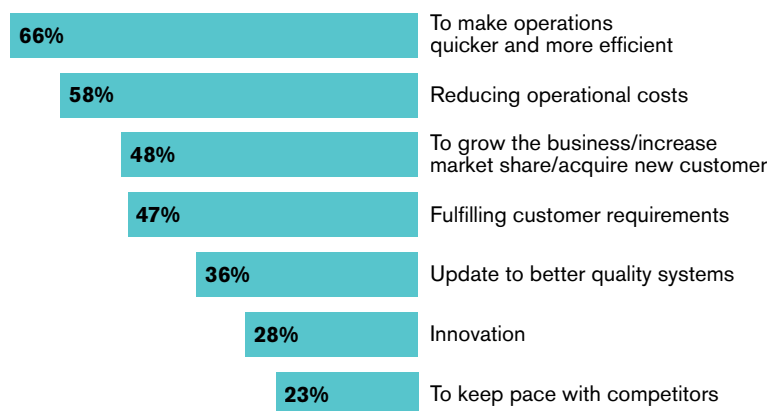 66%
To make operations
quicker and more efficient
58%
Reducing operational costs
48%
To grow the business/increase
market share/acquire new customer
47%
Fulfilling customer requirements
36%
Update to better quality systems
28%
Innovation
23%
To keep pace with competitors